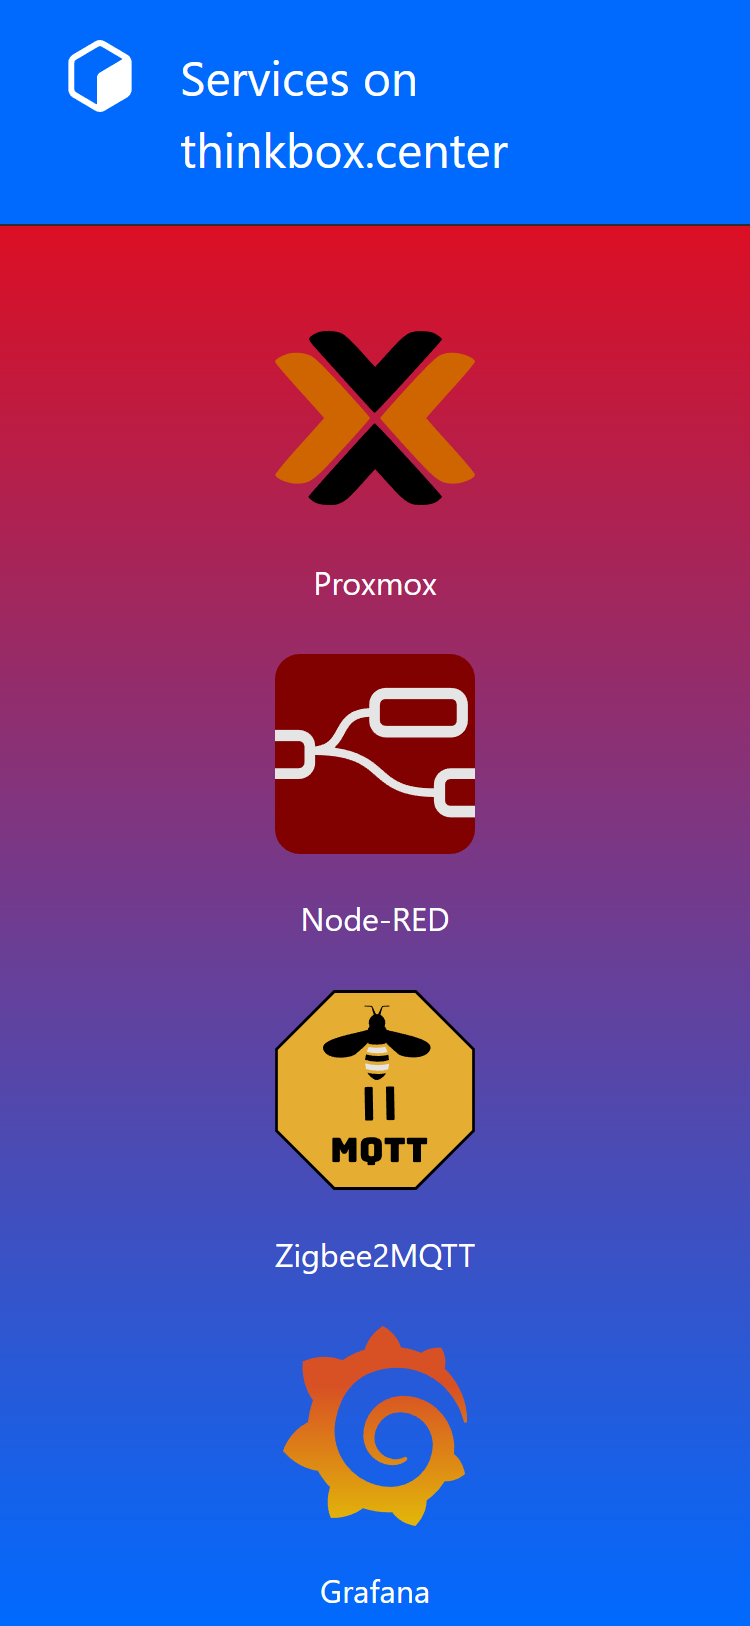 Services on
thinkbox.center
Proxmox
Node-RED
MQTT
Zigbee2MQTT
Grafana